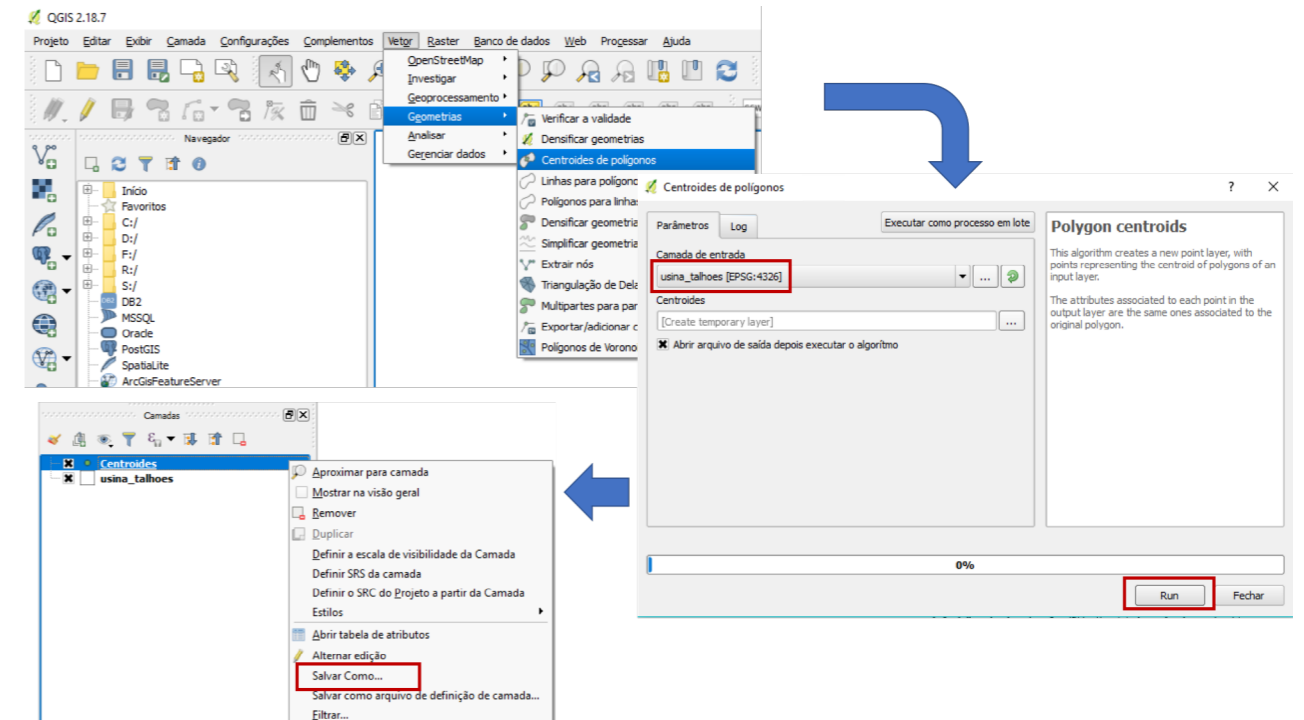 QGIS 2.18.7
Projeto Editar Exibir Camada Configurações Complementos Vetor Raster Banco de dados Web Processar Ajuda
OpenStreetMap
Investigar
Geoprocessamento
Geometrias
Analisar
Gerenciar dados
Verificar a validade
Densificar geometrias
Centroides de polígonos
Linhas para polígono
Polígonos para linha
Densificar geometria
Simplificar geometria
Extrair nós
Triangulação de Dela
Multipartes para par
Exportar/adicionar c
Polígonos de Vorono
Navegador
Início
Favoritos
C:/
D:/
F:/
R:/
S:/
DB2
MSSQL
Oracle
PostGIS
SpatiaLite
ArcGisFeatureServer
Centroides de polígonos
? X
Parâmetros Log Executar como processo em lote
Camada de entrada
usina_talhoes [EPSG:4326]
...
Centroides
[Create temporary layer]
...
Abrir arquivo de saída depois executar o algorítmo
Polygon centroids
This algorithm creates a new point layer, with
points representing the centroid of polygons of an
input layer.
The attributes associated to each point in the
output layer are the same ones associated to the
original polygon.
0%
Run Fechar
Camadas
Centroides
usina_talhoes
Aproximar para camada
Mostrar na visão geral
Remover
Duplicar
Definir a escala de visibilidade da Camada
Definir SRS da camada
Definir o SRC do Projeto a partir da Camada
Estilos
Abrir tabela de atributos
Alternar edição
Salvar Como...
Salvar como arquivo de definição de camada...
Filtrar...